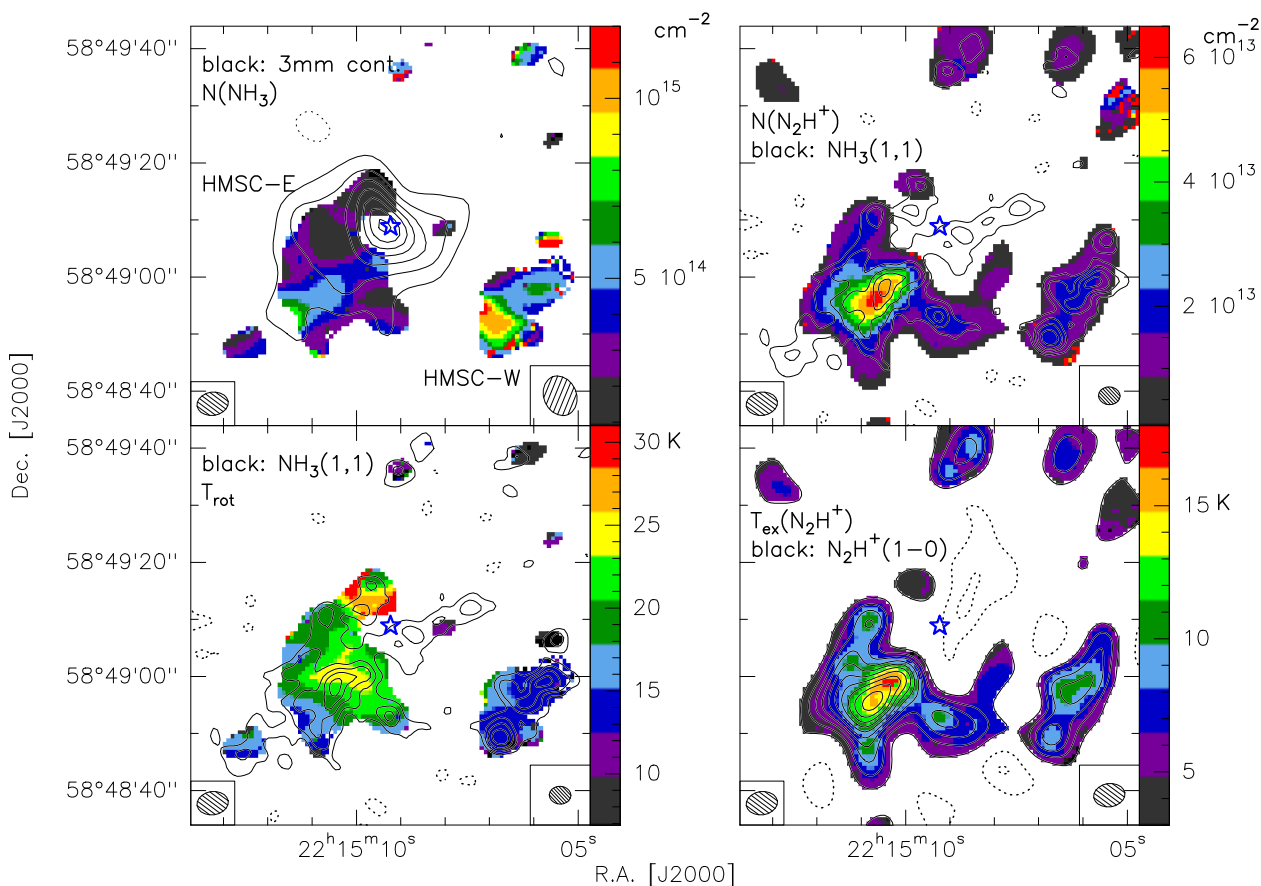 58°49'40''
58°49'20''
58°49'00''
58°48'40''
black: 3mm cont.
N(NH₃)
HMSC−E
HMSC−W
cm⁻²
10¹⁵
5 10¹⁴
N(N₂H⁺)
black: NH₃(1,1)
cm⁻²
6 10¹³
4 10¹³
2 10¹³
Dec. [J2000]
58°49'40''
58°49'20''
58°49'00''
58°48'40''
black: NH₃(1,1)
T_rot
30 K
25
20
15
10
T_ex(N₂H⁺)
black: N₂H⁺(1−0)
15 K
10
5
22ʰ15ᵐ10ˢ
05ˢ
22ʰ15ᵐ10ˢ
05ˢ
R.A. [J2000]